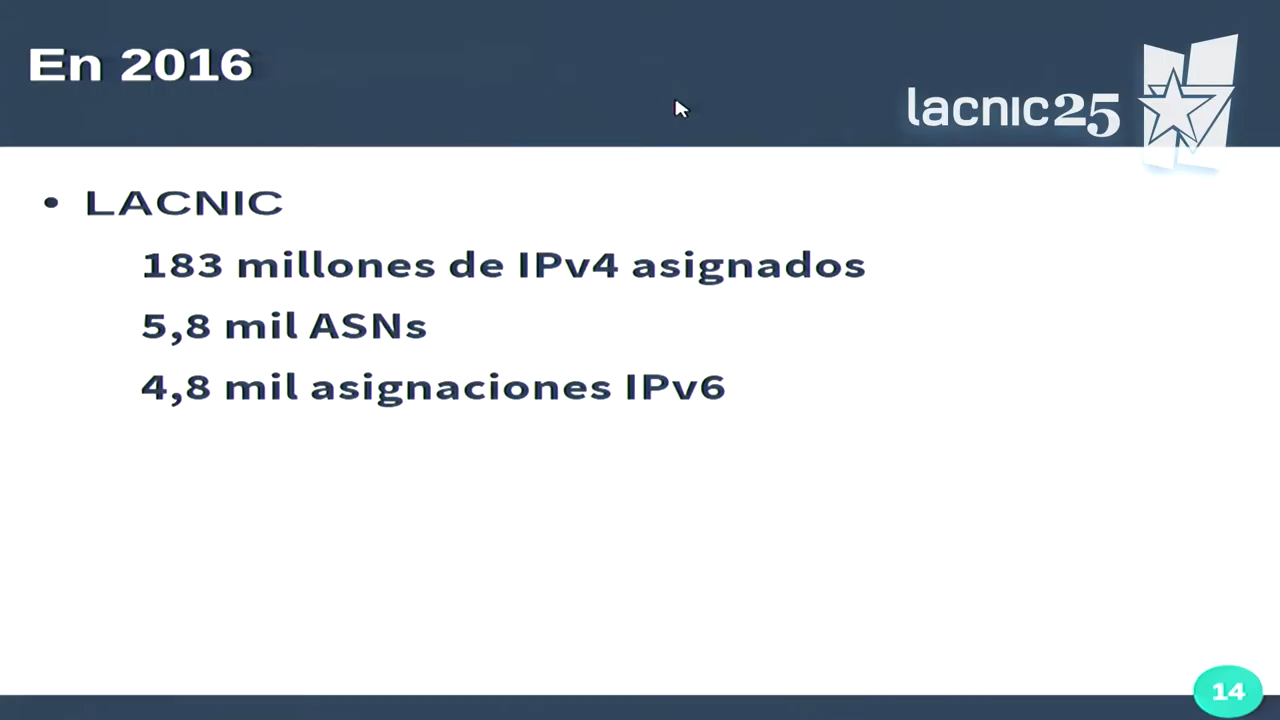 En 2016
lacnic25
• LACNIC
183 millones de IPv4 asignados
5,8 mil ASNs
4,8 mil asignaciones IPv6
14